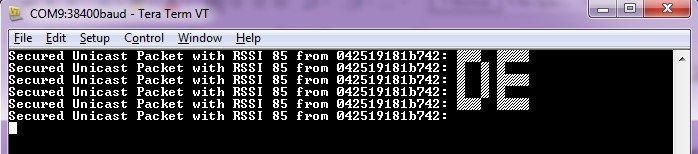 COM9:38400baud - Tera Term VT
File Edit Setup Control Window Help
Secured Unicast Packet with RSSI 85 from 042519181b742:
Secured Unicast Packet with RSSI 85 from 042519181b742:
Secured Unicast Packet with RSSI 85 from 042519181b742:
Secured Unicast Packet with RSSI 85 from 042519181b742:
Secured Unicast Packet with RSSI 85 from 042519181b742:
Secured Unicast Packet with RSSI 85 from 042519181b742:
DE